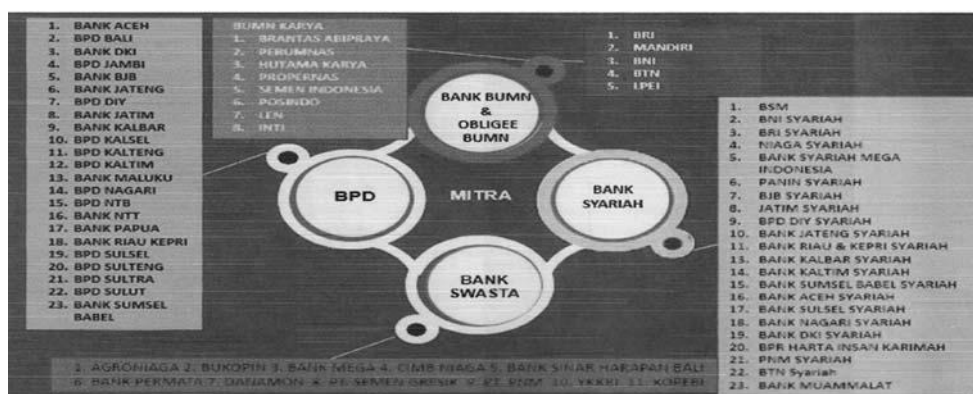 1. BANK ACEH
2. BPD BALI
3. BANK DKI
4. BPD JAMBI
5. BANK BJB
6. BANK JATENG
7. BPD DIY
8. BANK JATIM
9. BANK KALBAR
10. BPD KALSEL
11. BPD KALTENG
12. BPD KALTIM
13. BANK MALUKU
14. BPD NAGARI
15. BPD NTB
16. BANK NTT
17. BANK PAPUA
18. BANK RIAU KEPRI
19. BPD SULSEL
20. BPD SULTENG
21. BPD SULTRA
22. BPD SULUT
23. BANK SUMSEL
BABEL
BUMN KARYA
1. BRANTAS ABIPRAYA
2. PERUMNAS
3. HUTAMA KARYA
4. PROPERNAS
5. SEMEN INDONESIA
6. POSINDO
7. LEN
8. INTI
1. BRI
2. MANDIRI
3. BNI
4. BTN
5. LPEI
BANK BUMN
&
OBLIGEE
BUMN
BPD
MITRA
BANK
SYARIAH
BANK
SWASTA
1. BSM
2. BNI SYARIAH
3. BRI SYARIAH
4. NIAGA SYARIAH
5. BANK SYARIAH MEGA
INDONESIA
6. PANIN SYARIAH
7. BJB SYARIAH
8. JATIM SYARIAH
9. BPD DIY SYARIAH
10. BANK JATENG SYARIAH
11. BANK RIAU & KEPRI SYARIAH
13. BANK KALBAR SYARIAH
14. BANK KALTIM SYARIAH
15. BANK SUMSEL BABEL SYARIAH
16. BANK ACEH SYARIAH
17. BANK SULSEL SYARIAH
18. BANK NAGARI SYARIAH
19. BANK DKI SYARIAH
20. BPR HARTA INSAN KARIMAH
21. PNM SYARIAH
22. BTN Syariah
23. BANK MUAMMALAT
1. AGRONIAGA 2. BUKOPIN 3. BANK MEGA 4. CIMB NIAGA 5. BANK SINAR HARAPAN BALI
6. BANK PERMATA 7. DANAMON 8. PT SEMEN GRESIK 9. PT. PNM 10. YKKBI 11. KOPEBI